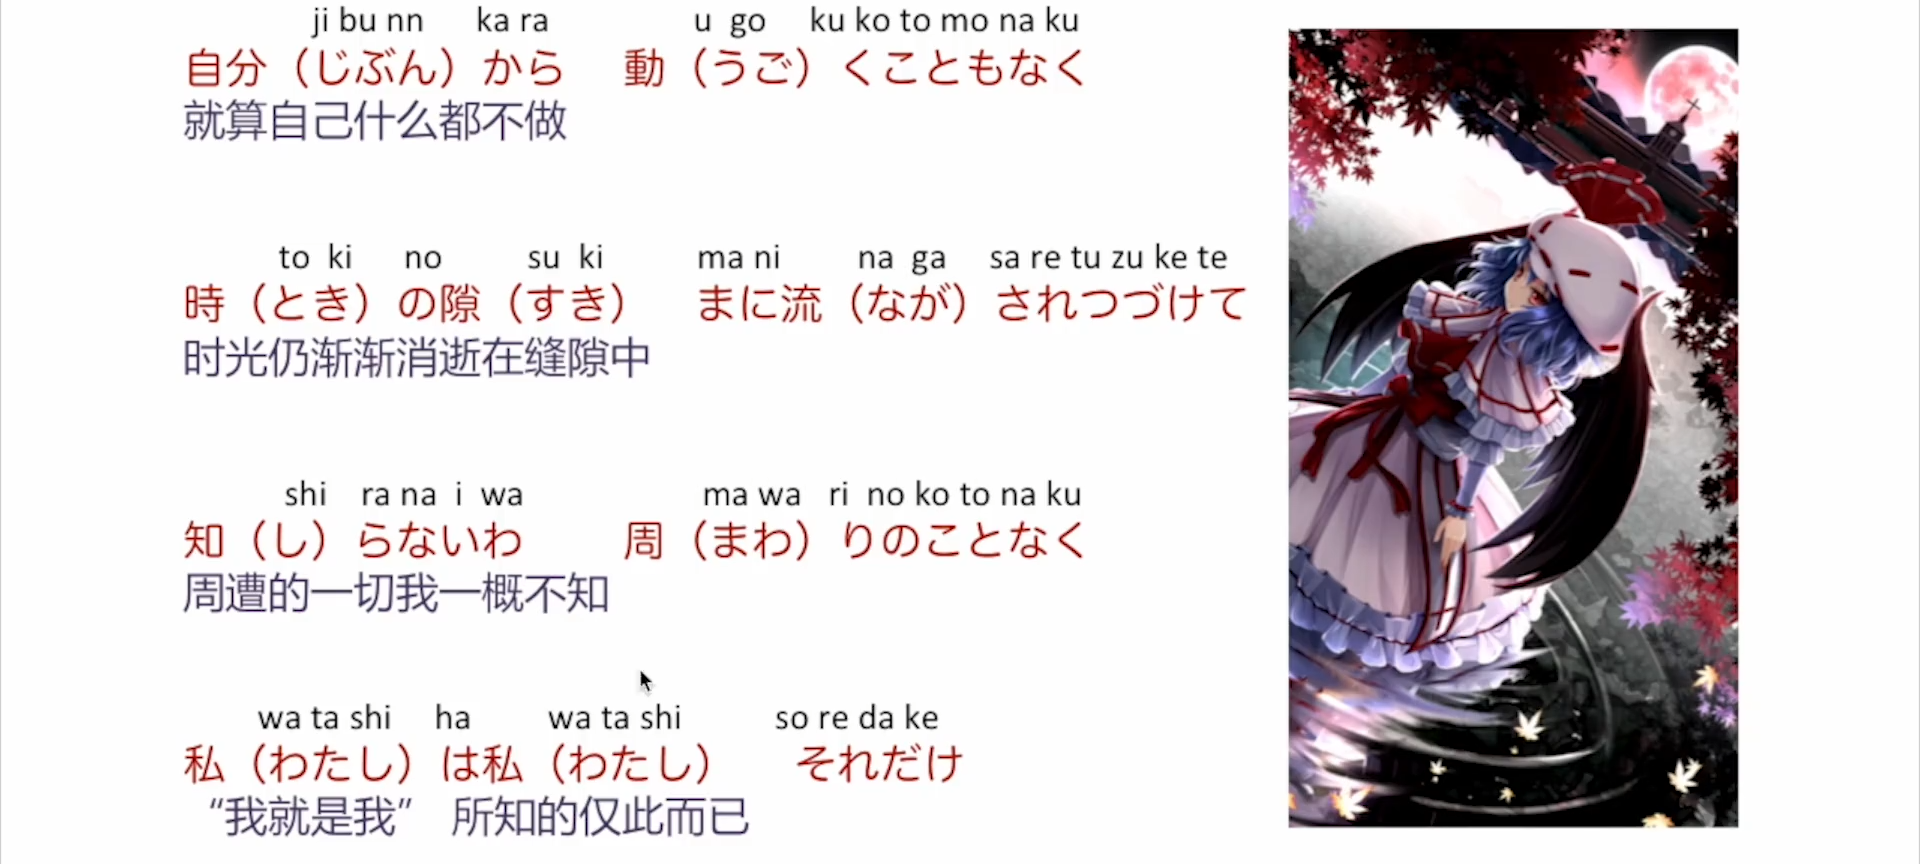 ji bu nn ka ra u go ku ko to mo na ku
自分（じぶん）から 動（うご）くこともなく
就算自己什么都不做
to ki no su ki ma ni na ga sa re tu zu ke te
時（とき）の隙（すき） まに流（なが）されつづけて
时光仍渐渐消逝在缝隙中
shi ra na i wa ma wa ri no ko to na ku
知（し）らないわ 周（まわ）りのことなく
周遭的一切我一概不知
wa ta shi ha wa ta shi so re da ke
私（わたし）は私（わたし） それだけ
“我就是我” 所知的仅此而已